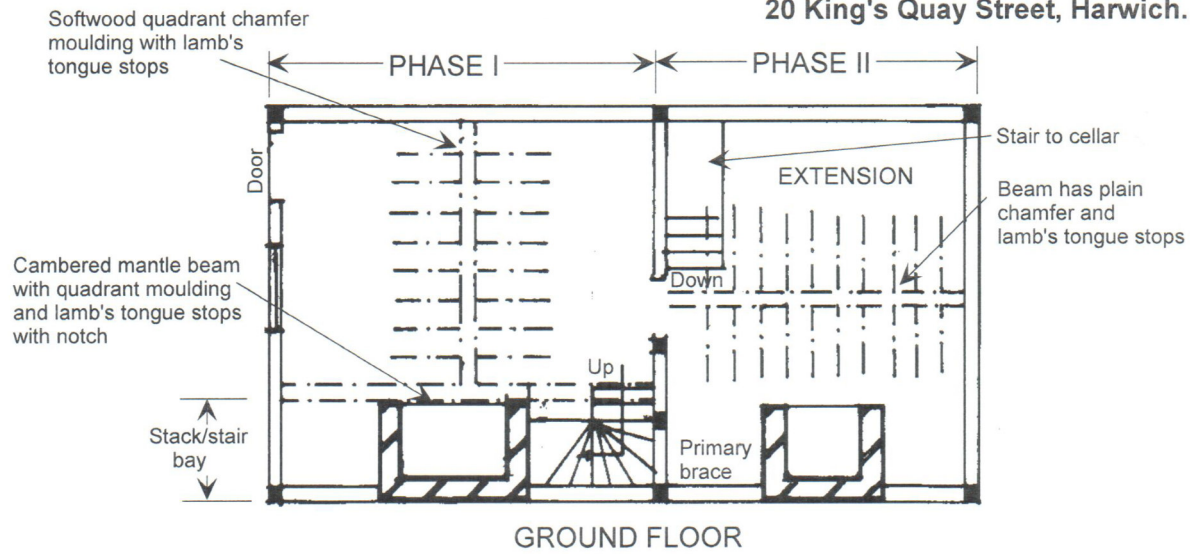 20 King's Quay Street, Harwich.
Softwood quadrant chamfer
moulding with lamb's
tongue stops
PHASE I
PHASE II
Door
Stair to cellar
EXTENSION
Beam has plain
chamfer and
lamb's tongue stops
Cambered mantle beam
with quadrant moulding
and lamb's tongue stops
with notch
Down
Up
Stack/stair
bay
Primary
brace
GROUND FLOOR